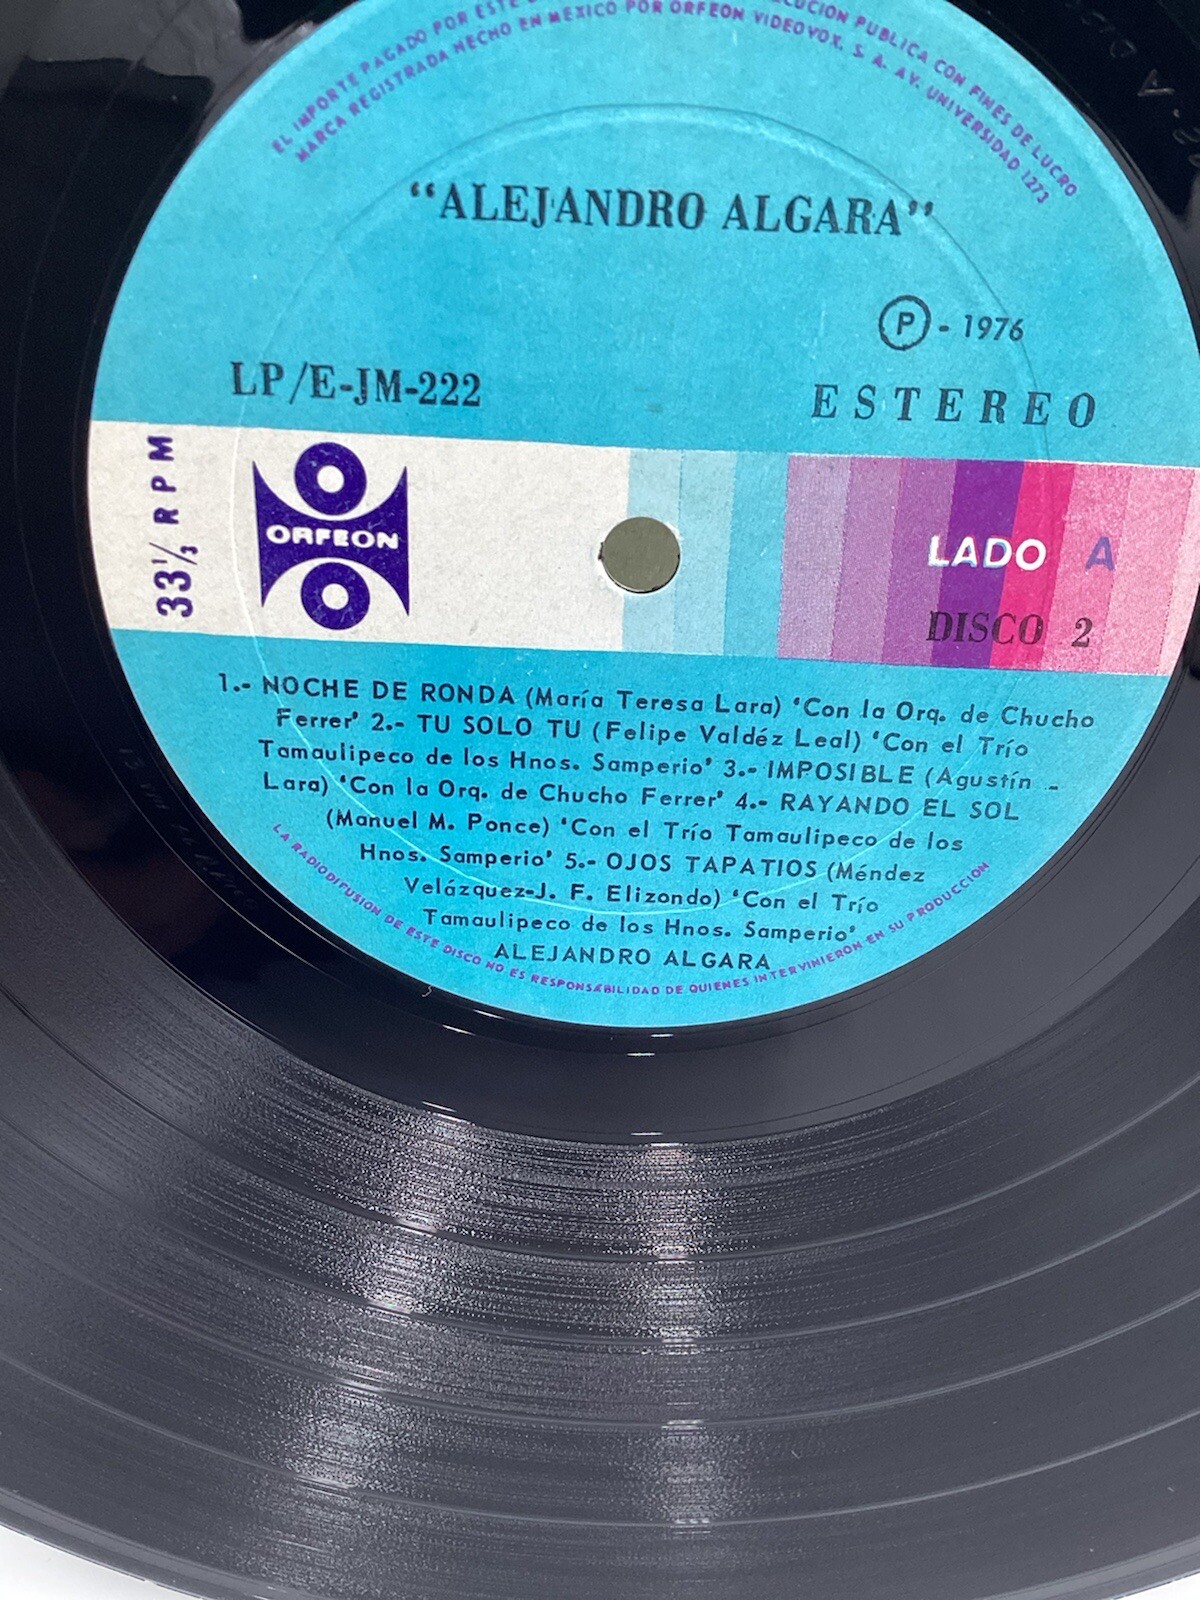 EL IMPORTE PAGADO POR ESTE
CUCION PUBLICA CON FINES DE LUCRO
MARCA REGISTRADA HECHO EN MEXICO POR ORFEON VIDEOVOX, S. A. AV. UNIVERSIDAD 1273
“ALEJANDRO ALGARA”
P - 1976
LP/E-JM-222
ESTEREO
33⅓ RPM
ORFEON
LADO A
DISCO 2
1.- NOCHE DE RONDA (María Teresa Lara) ‘Con la Orq. de Chucho
Ferrer’ 2.- TU SOLO TU (Felipe Valdéz Leal) ‘Con el Trío
Tamaulipeco de los Hnos. Samperio’ 3.- IMPOSIBLE (Agustín -
Lara) ‘Con la Orq. de Chucho Ferrer’ 4.- RAYANDO EL SOL
(Manuel M. Ponce) ‘Con el Trío Tamaulipeco de los
Hnos. Samperio’ 5.- OJOS TAPATIOS (Méndez
Velázquez-J. F. Elizondo) ‘Con el Trío
Tamaulipeco de los Hnos. Samperio’
ALEJANDRO ALGARA
LA RADIODIFUSION DE ESTE DISCO NO ES RESPONSABILIDAD DE QUIENES INTERVINIERON EN SU PRODUCCION